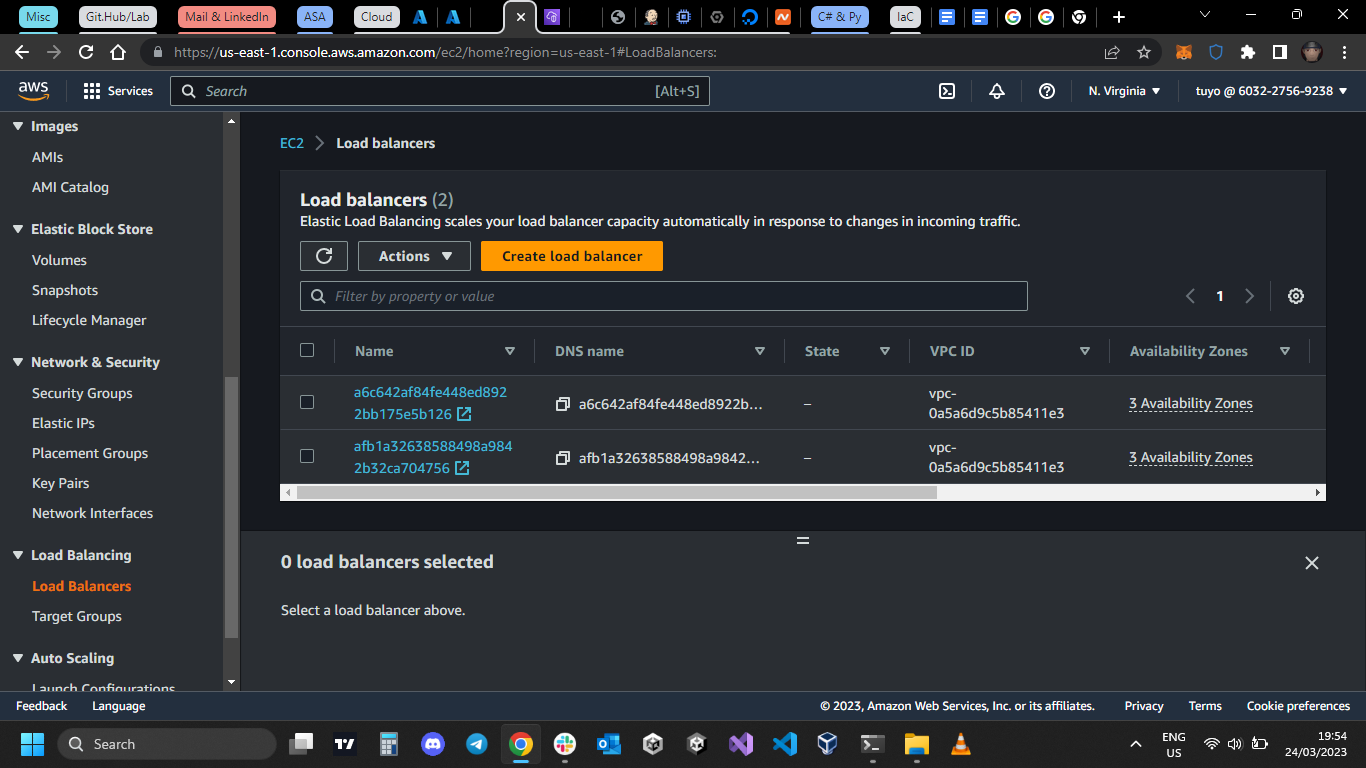 Misc
Git.Hub/Lab
Mail & LinkedIn
ASA
Cloud
C# & Py
IaC
https://us-east-1.console.aws.amazon.com/ec2/home?region=us-east-1#LoadBalancers:
aws
Services
Search
[Alt+S]
N. Virginia
tuyo @ 6032-2756-9238
Images
AMIs
AMI Catalog
Elastic Block Store
Volumes
Snapshots
Lifecycle Manager
Network & Security
Security Groups
Elastic IPs
Placement Groups
Key Pairs
Network Interfaces
Load Balancing
Load Balancers
Target Groups
Auto Scaling
Launch Configurations
EC2
Load balancers
Load balancers (2)
Elastic Load Balancing scales your load balancer capacity automatically in response to changes in incoming traffic.
Actions
Create load balancer
Filter by property or value
1
Name
DNS name
State
VPC ID
Availability Zones
a6c642af84fe448ed892
2bb175e5b126
a6c642af84fe448ed8922b...
–
vpc-
0a5a6d9c5b85411e3
3 Availability Zones
afb1a32638588498a984
2b32ca704756
afb1a32638588498a9842...
–
vpc-
0a5a6d9c5b85411e3
3 Availability Zones
0 load balancers selected
Select a load balancer above.
Feedback
Language
© 2023, Amazon Web Services, Inc. or its affiliates.
Privacy
Terms
Cookie preferences
Search
ENG
US
19:54
24/03/2023